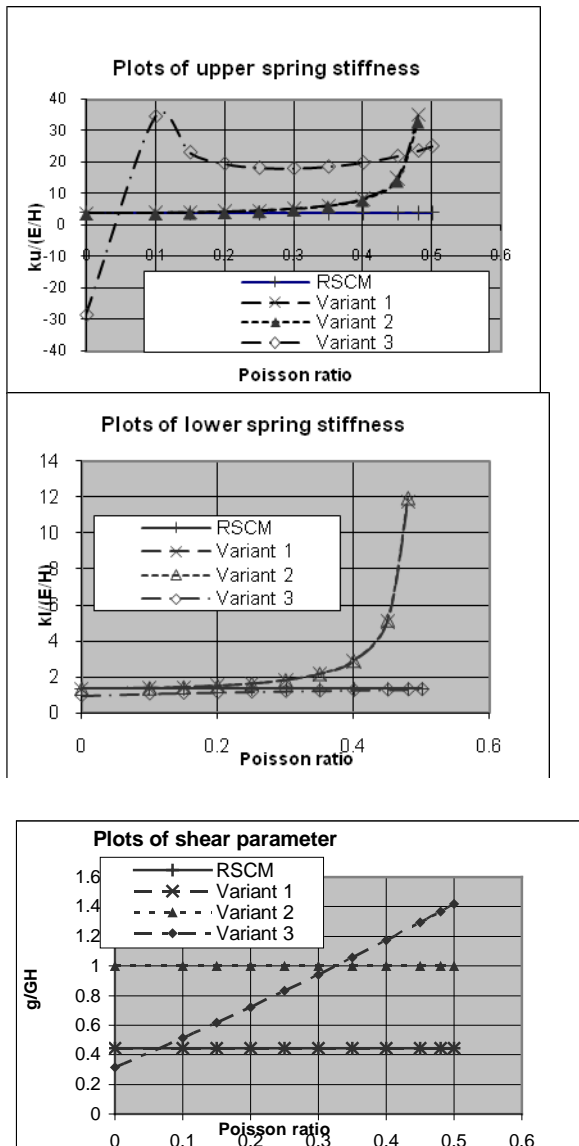 Plots of upper spring stiffness
40
30
20
10
0
-10
-20
-30
-40
ku/(E/H)
0 0.1 0.2 0.3 0.4 0.5 0.6
RSCM
Variant 1
Variant 2
Variant 3
Poisson ratio
Plots of lower spring stiffness
14
12
10
8
6
4
2
0
kl/(E/H)
RSCM
Variant 1
Variant 2
Variant 3
0 0.2 0.4 0.6
Poisson ratio
Plots of shear parameter
1.6
1.4
1.2
1
0.8
0.6
0.4
0.2
0
g/GH
RSCM
Variant 1
Variant 2
Variant 3
Poisson ratio
0 0.1 0.2 0.3 0.4 0.5 0.6